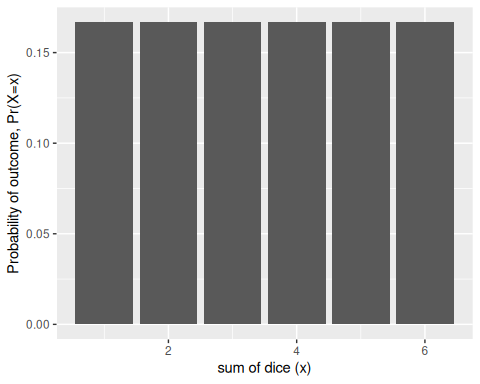 Probability of outcome, Pr(X=x)
0.15
0.10
0.05
0.00
2 4 6
sum of dice (x)